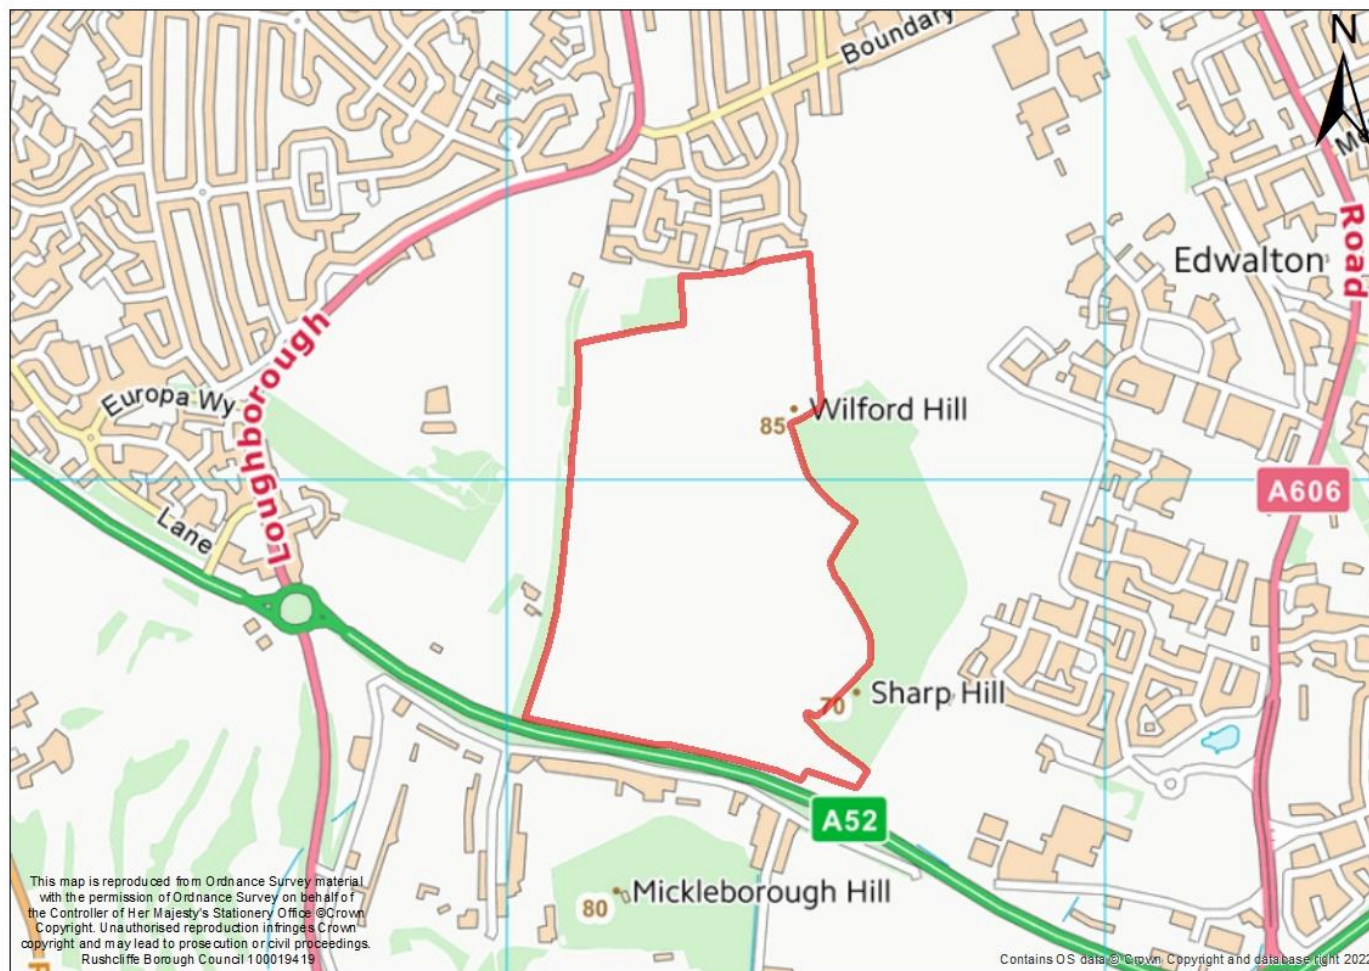 N
Boundary
Road
Edwalton
Loughborough
Europa Wy
85
Wilford Hill
A606
Lane
70
Sharp Hill
A52
80
Mickleborough Hill
This map is reproduced from Ordnance Survey material
with the permission of Ordnance Survey on behalf of
the Controller of Her Majesty's Stationery Office © Crown
Copyright. Unauthorised reproduction infringes Crown
copyright and may lead to prosecution or civil proceedings.
Rushcliffe Borough Council 100019419
Contains OS data © Crown Copyright and database right 202